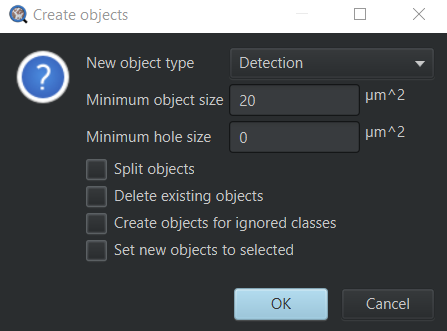 Create objects
New object type Detection
Minimum object size 20 µm^2
Minimum hole size 0 µm^2
Split objects
Delete existing objects
Create objects for ignored classes
Set new objects to selected
OK Cancel